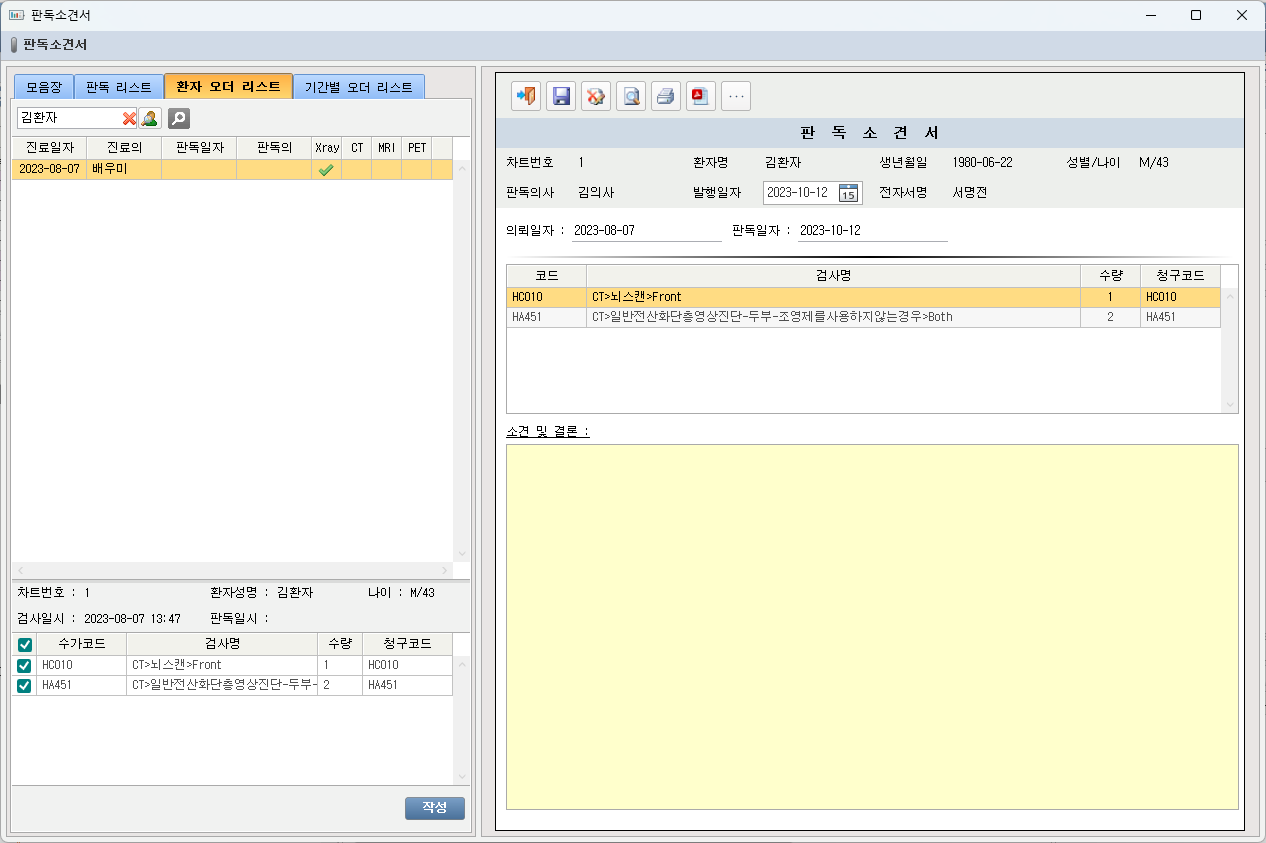 판독소견서
판독소견서
모음장 판독 리스트 환자 오더 리스트 기간별 오더 리스트
김환자
진료일자 진료의 판독일자 판독의 Xray CT MRI PET
2023-08-07 배우미
차트번호 : 1 환자성명 : 김환자 나이 : M/43
검사일시 : 2023-08-07 13:47 판독일시 :
수가코드 검사명 수량 청구코드
HC010 CT>뇌스캔>Front 1 HC010
HA451 CT>일반전산화단층영상진단-두부- 2 HA451
작성
판 독 소 견 서
차트번호 1 환자명 김환자 생년월일 1980-06-22 성별/나이 M/43
판독의사 김의사 발행일자 2023-10-12 15 전자서명 서명전
의뢰일자 : 2023-08-07 판독일자 : 2023-10-12
코드 검사명 수량 청구코드
HC010 CT>뇌스캔>Front 1 HC010
HA451 CT>일반전산화단층영상진단-두부-조영제를사용하지않는경우>Both 2 HA451
소견 및 결론 :